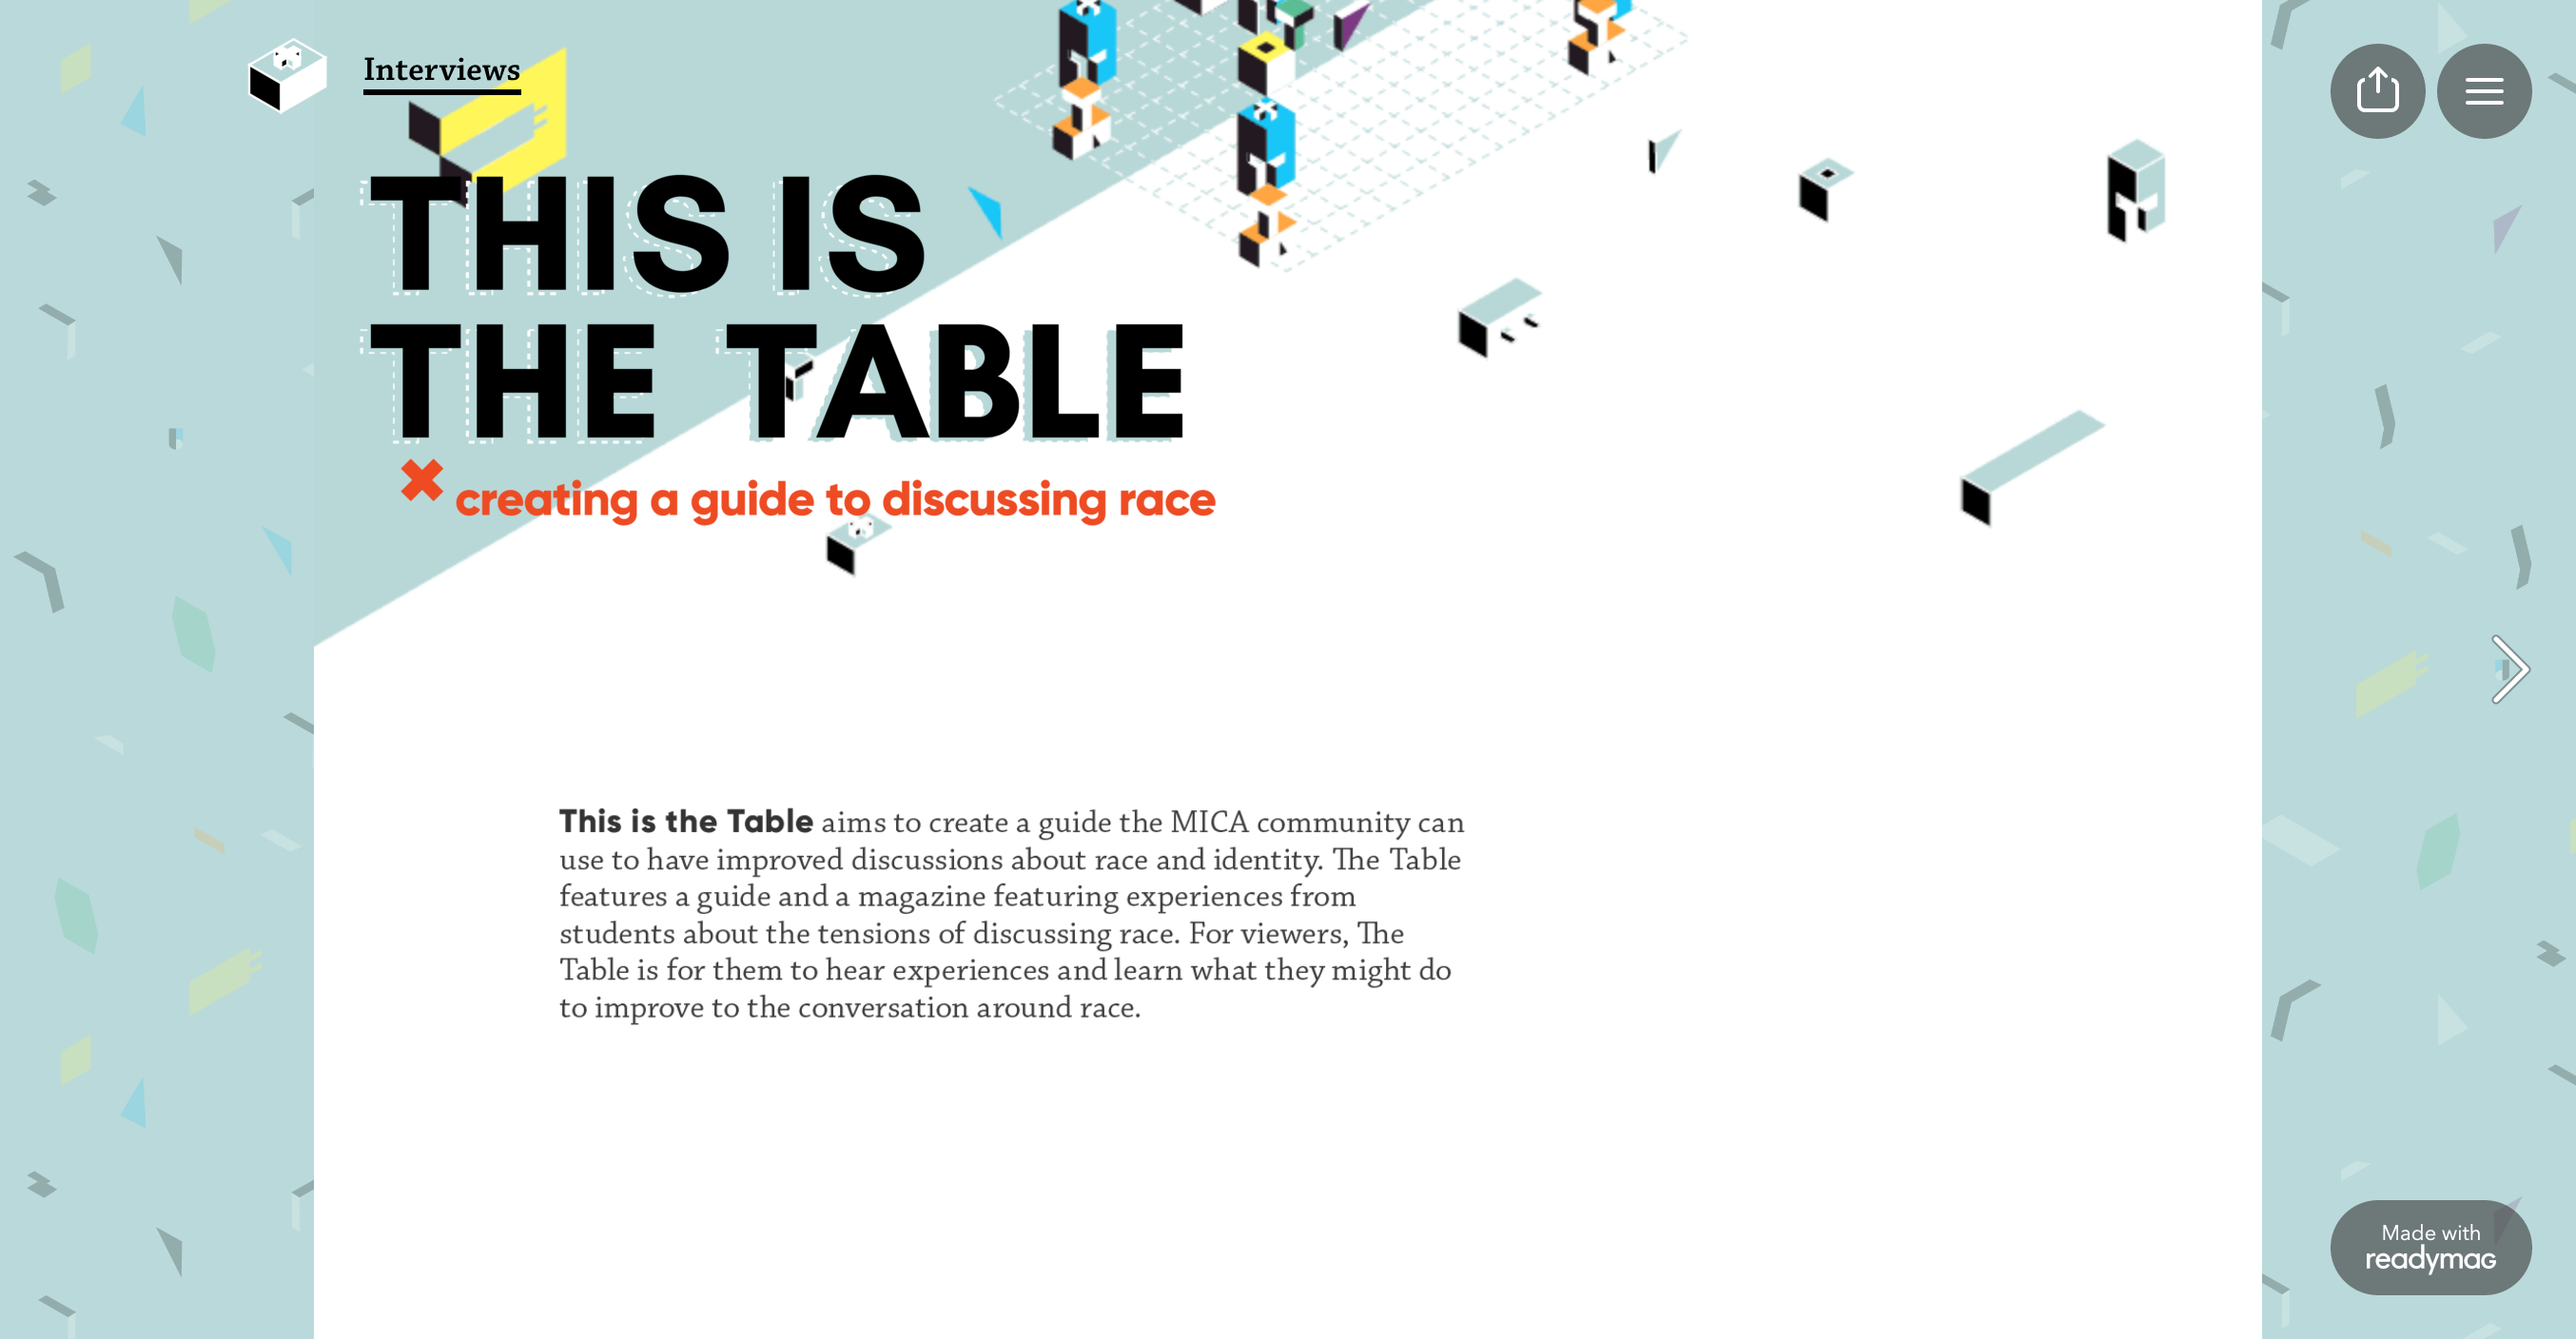 Interviews
THIS IS
THE TABLE
creating a guide to discussing race
This is the Table aims to create a guide the MICA community can
use to have improved discussions about race and identity. The Table
features a guide and a magazine featuring experiences from
students about the tensions of discussing race. For viewers, The
Table is for them to hear experiences and learn what they might do
to improve to the conversation around race.
Made with
readymag